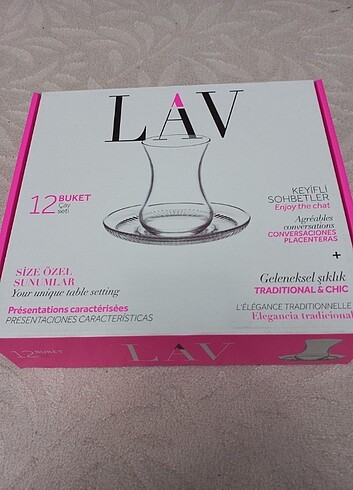 LAV
12 BUKET
Çay
seti
KEYİFLİ
SOHBETLER
Enjoy the chat
Agréables
conversations
CONVERSACIONES
PLACENTERAS
+
SİZE ÖZEL
SUNUMLAR
Your unique table setting
Présentations caractérisées
PRESENTACIONES CARACTERÍSTICAS
Geleneksel şıklık
TRADITIONAL & CHIC
L'ÉLÉGANCE TRADITIONNELLE
Elegancia tradicional
12 BUKET
LAV